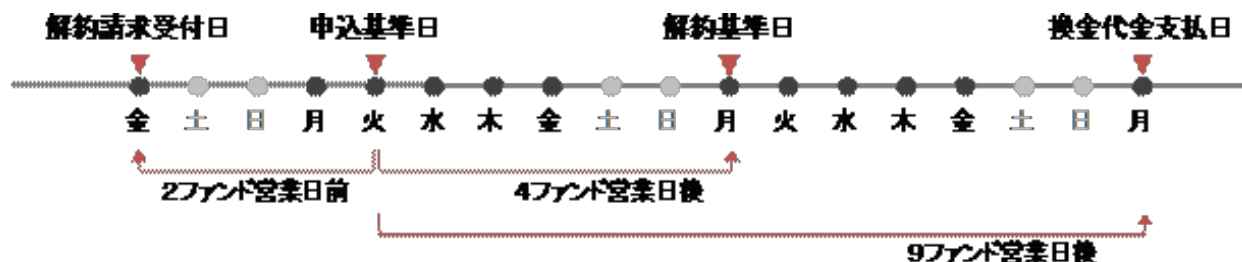 解約請求受付日 申込基準日 解約基準日 換金代金支払日
金 土 日 月 火 水 木 金 土 日 月 火 水 木 金 土 日 月
2ファンド営業日前 4ファンド営業日後
9ファンド営業日後